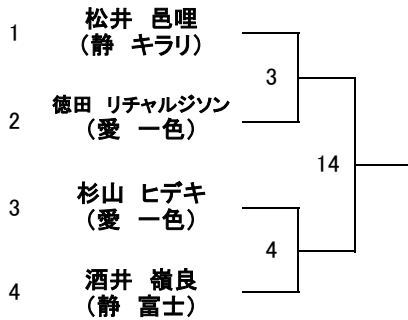 1 松井　邑哩
(静　キラリ)
3
2 徳田　リチャルジソン
(愛　一色)
14
3 杉山　ヒデキ
(愛　一色)
4
4 酒井　嶺良
(静　富士)